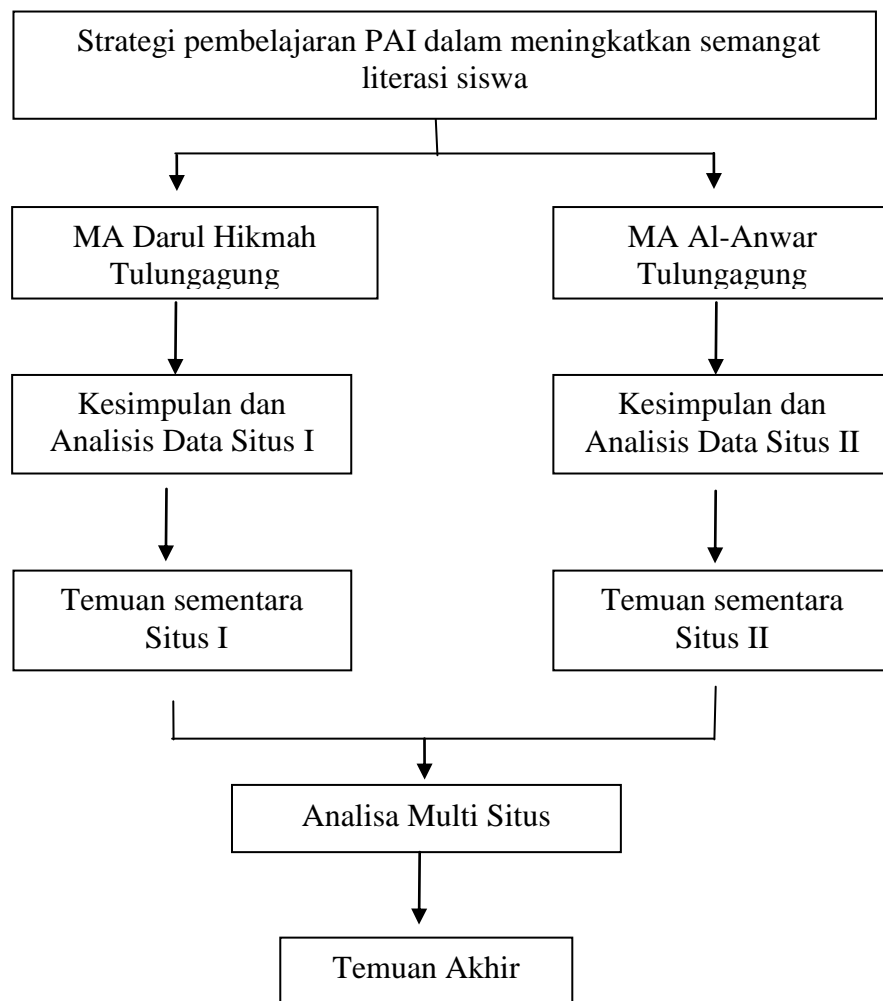 Strategi pembelajaran PAI dalam meningkatkan semangat
literasi siswa
MA Darul Hikmah
Tulungagung
MA Al-Anwar
Tulungagung
Kesimpulan dan
Analisis Data Situs I
Kesimpulan dan
Analisis Data Situs II
Temuan sementara
Situs I
Temuan sementara
Situs II
Analisa Multi Situs
Temuan Akhir